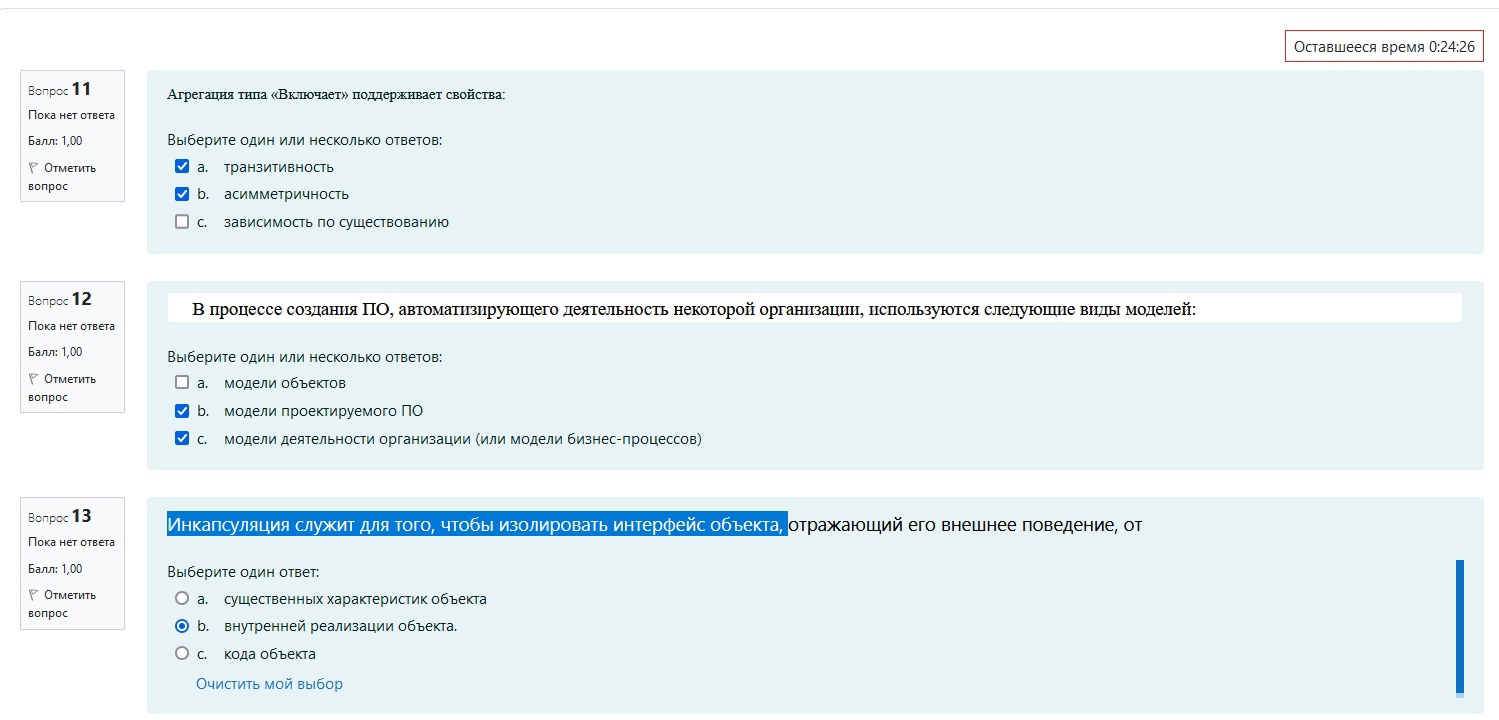 Оставшееся время 0:24:26
Вопрос 11
Пока нет ответа
Балл: 1,00
Отметить
вопрос
Агрегация типа «Включает» поддерживает свойства:
Выберите один или несколько ответов:
a. транзитивность
b. асимметричность
c. зависимость по существованию
Вопрос 12
Пока нет ответа
Балл: 1,00
Отметить
вопрос
В процессе создания ПО, автоматизирующего деятельность некоторой организации, используются следующие виды моделей:
Выберите один или несколько ответов:
a. модели объектов
b. модели проектируемого ПО
c. модели деятельности организации (или модели бизнес-процессов)
Вопрос 13
Пока нет ответа
Балл: 1,00
Отметить
вопрос
Инкапсуляция служит для того, чтобы изолировать интерфейс объекта, отражающий его внешнее поведение, от
Выберите один ответ:
a. существенных характеристик объекта
b. внутренней реализации объекта.
c. кода объекта
Очистить мой выбор